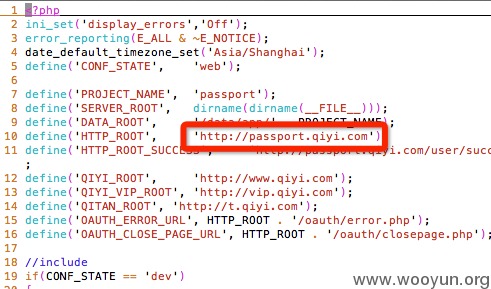 1 <?php
2 ini_set('display_errors','Off');
3 error_reporting(E_ALL & ~E_NOTICE);
4 date_default_timezone_set('Asia/Shanghai');
5 define('CONF_STATE', 'web');
6
7 define('PROJECT_NAME', 'passport');
8 define('SERVER_ROOT', dirname(dirname(__FILE__)));
9 define('DATA_ROOT', PROJECT_NAME);
10 define('HTTP_ROOT', 'http://passport.qiyi.com')
11 define('HTTP_ROOT_SUCCESS' 'http://passport.qiyi.com/user/succ
;
12 define('QIYI_ROOT', 'http://www.qiyi.com');
13 define('QIYI_VIP_ROOT', 'http://vip.qiyi.com');
14 define('QITAN_ROOT', 'http://t.qiyi.com');
15 define('OAUTH_ERROR_URL', HTTP_ROOT . '/oauth/error.php');
16 define('OAUTH_CLOSE_PAGE_URL', HTTP_ROOT . '/oauth/closepage.php');
17
18 //include
19 if(CONF_STATE == 'dev')
20 {
www.wooyun.org